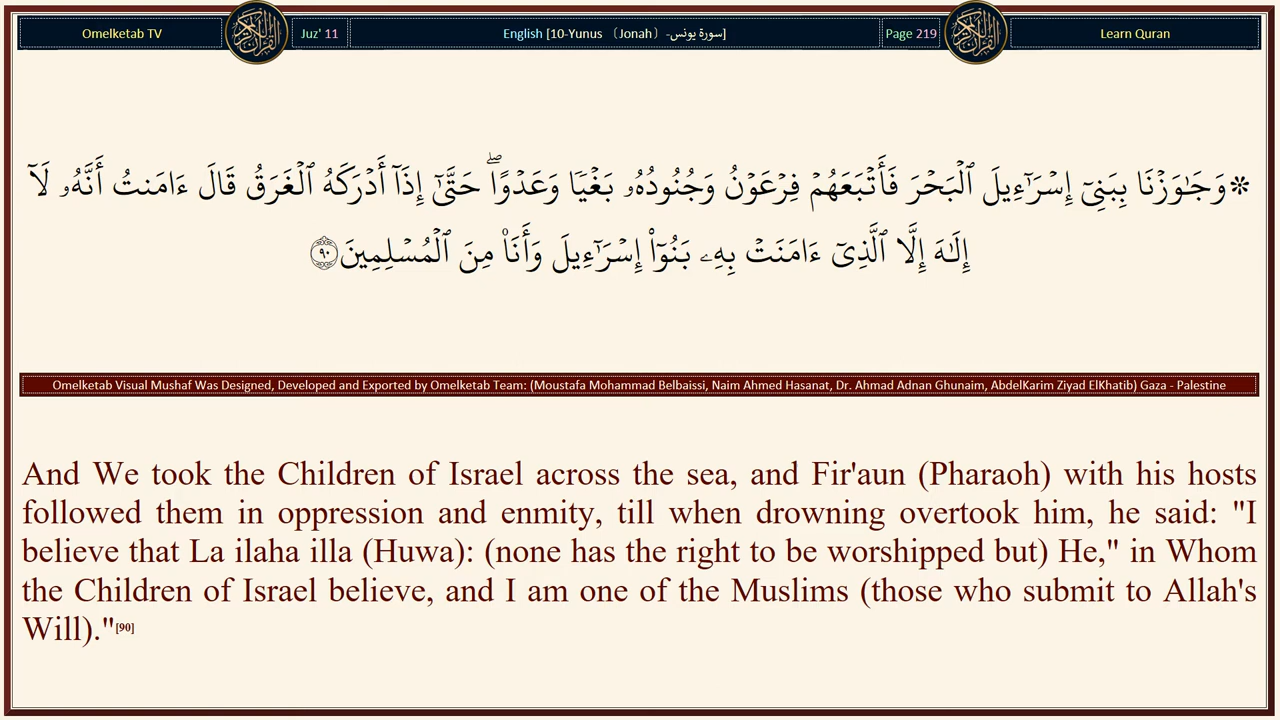 Omelketab TV
Juz' 11
English [10-Yunus （Jonah）-سورة يونس]
Page 219
Learn Quran
۞ وَجَـٰوَزْنَا بِبَنِىٓ إِسْرَٰٓءِيلَ ٱلْبَحْرَ فَأَتْبَعَهُمْ فِرْعَوْنُ وَجُنُودُهُۥ بَغْيًا وَعَدْوًا ۖ حَتَّىٰٓ إِذَآ أَدْرَكَهُ ٱلْغَرَقُ قَالَ ءَامَنتُ أَنَّهُۥ لَآ
إِلَـٰهَ إِلَّا ٱلَّذِىٓ ءَامَنَتْ بِهِۦ بَنُوٓا۟ إِسْرَٰٓءِيلَ وَأَنَا۠ مِنَ ٱلْمُسْلِمِينَ ٩٠
Omelketab Visual Mushaf Was Designed, Developed and Exported by Omelketab Team: (Moustafa Mohammad Belbaissi, Naim Ahmed Hasanat, Dr. Ahmad Adnan Ghunaim, AbdelKarim Ziyad ElKhatib) Gaza - Palestine
And We took the Children of Israel across the sea, and Fir'aun (Pharaoh) with his hosts
followed them in oppression and enmity, till when drowning overtook him, he said: "I
believe that La ilaha illa (Huwa): (none has the right to be worshipped but) He," in Whom
the Children of Israel believe, and I am one of the Muslims (those who submit to Allah's
Will)."[90]